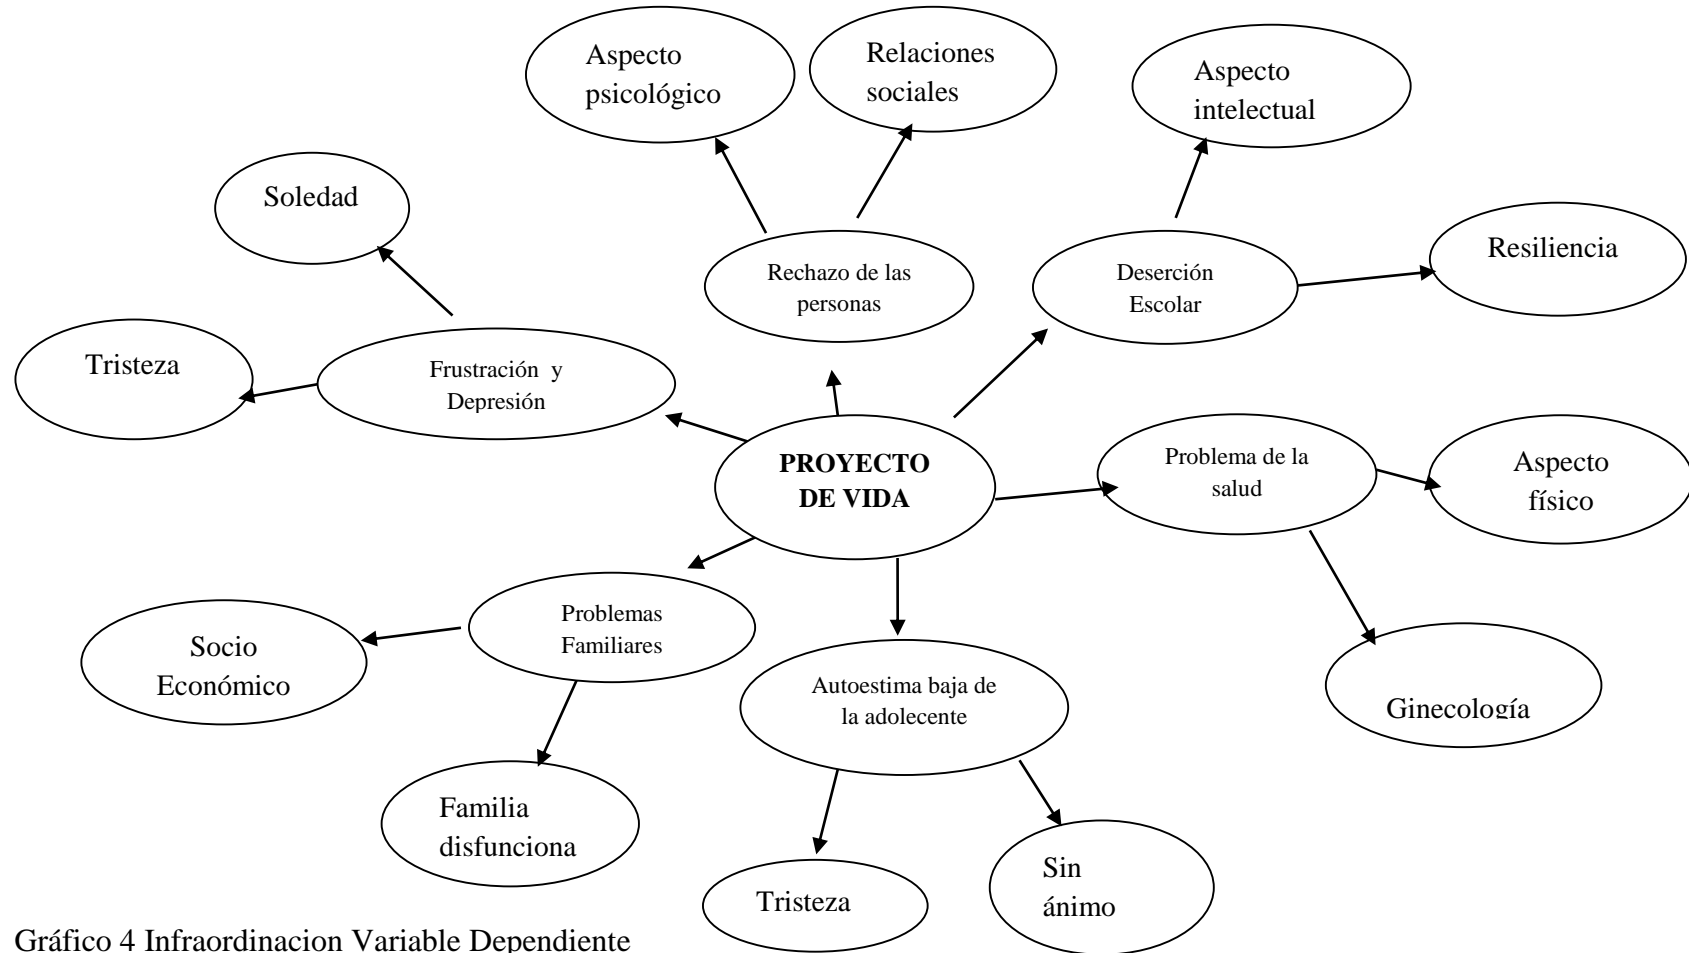 Aspecto
psicológico
Relaciones
sociales
Aspecto
intelectual
Soledad
Resiliencia
Rechazo de las
personas
Deserción
Escolar
Tristeza
Frustración y
Depresión
PROYECTO
DE VIDA
Problema de la
salud
Aspecto
físico
Problemas
Familiares
Socio
Económico
Autoestima baja de
la adolecente
Ginecología
Familia
disfunciona
Tristeza
Sin
ánimo
Gráfico 4 Infraordinacion Variable Dependiente